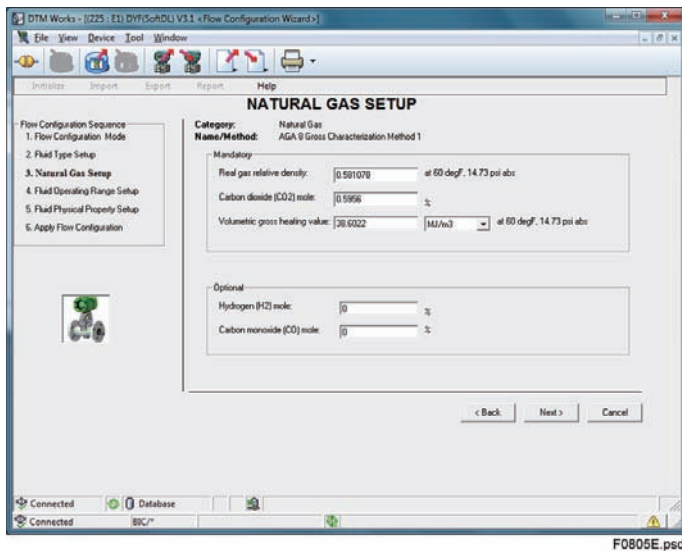 DTM Works - [(225 : E1) DYF(SoftDL) V3.1 <Flow Configuration Wizard>]
File View Device Tool Window
Initialize Import Export Report Help
NATURAL GAS SETUP
Flow Configuration Sequence
1. Flow Configuration Mode
2. Fluid Type Setup
3. Natural Gas Setup
4. Fluid Operating Range Setup
5. Fluid Physical Property Setup
6. Apply Flow Configuration
Category: Natural Gas
Name/Method: AGA 8 Gross Characterization Method 1
Mandatory
Real gas relative density: 0.581078 at 60 degF, 14.73 psi abs
Carbon dioxide (CO2) mole: 0.5956 %
Volumetric gross heating value: 38.6022 MJ/m3 at 60 degF, 14.73 psi abs
Optional
Hydrogen (H2) mole: 0 %
Carbon monoxide (CO) mole: 0 %
< Back Next > Cancel
Connected Database
Connected BIC/*
F0805E.psd